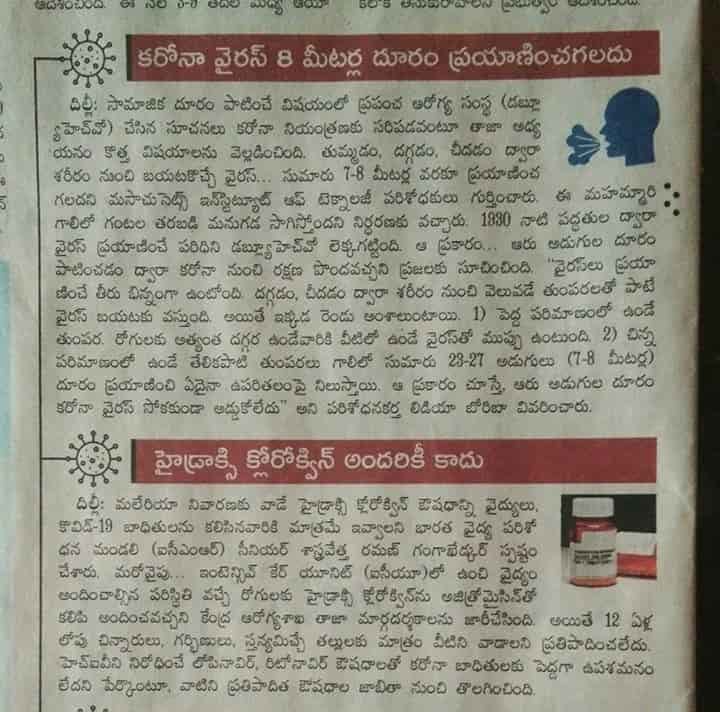 ఆదేశించింది. ఈ నెల
కరోనా వైరస్ 8 మీటర్ల దూరం ప్రయాణించగలదు
దిల్లీ: సామాజిక దూరం పాటించే విషయంలో ప్రపంచ ఆరోగ్య సంస్థ (డబ్ల్యూ
హెచ్‌వో) చేసిన సూచనలు కరోనా నియంత్రణకు సరిపడవంటూ తాజా అధ్య
యనం కొత్త విషయాలను వెల్లడించింది. తుమ్మడం, దగ్గడం, చీదడం ద్వారా
శరీరం నుంచి బయటకొచ్చే వైరస్... సుమారు 7-8 మీటర్ల వరకూ ప్రయాణించ
గలదని మసాచుసెట్స్ ఇన్‌స్టిట్యూట్ ఆఫ్ టెక్నాలజీ పరిశోధకులు గుర్తించారు. ఈ మహమ్మారి
గాలిలో గంటల తరబడి మనుగడ సాగిస్తోందని నిర్ధరణకు వచ్చారు. 1930 నాటి పద్ధతుల ద్వారా
వైరస్ ప్రయాణించే పరిధిని డబ్ల్యూహెచ్‌వో లెక్కగట్టింది. ఆ ప్రకారం... ఆరు అడుగుల దూరం
పాటించడం ద్వారా కరోనా నుంచి రక్షణ పొందవచ్చని ప్రజలకు సూచించింది. "వైరస్‌లు ప్రయా
ణించే తీరు భిన్నంగా ఉంటోంది. దగ్గడం, చీదడం ద్వారా శరీరం నుంచి వెలువడే తుంపరలతో పాటే
వైరస్ బయటకు వస్తుంది. అయితే ఇక్కడ రెండు అంశాలుంటాయి. 1) పెద్ద పరిమాణంలో ఉండే
తుంపర. రోగులకు అత్యంత దగ్గర ఉండేవారికి వీటిలో ఉండే వైరస్‌తో ముప్పు ఉంటుంది. 2) చిన్న
పరిమాణంలో ఉండే తేలికపాటి తుంపరలు గాలిలో సుమారు 23-27 అడుగులు (7-8 మీటర్ల)
దూరం ప్రయాణించి ఏదైనా ఉపరితలంపై నిలుస్తాయి. ఆ ప్రకారం చూస్తే, ఆరు అడుగుల దూరం
కరోనా వైరస్ సోకకుండా అడ్డుకోలేదు" అని పరిశోధనకర్త లిడియా బోరిబా వివరించారు.
హైడ్రాక్సి క్లోరోక్విన్ అందరికీ కాదు
దిల్లీ: మలేరియా నివారణకు వాడే హైడ్రాక్సి క్లోరోక్విన్ ఔషధాన్ని వైద్యులు,
కొవిడ్-19 బాధితులను కలిసినవారికి మాత్రమే ఇవ్వాలని భారత వైద్య పరిశో
ధన మండలి (ఐసీఎంఆర్) సీనియర్ శాస్త్రవేత్త రమణ్ గంగాఖేడ్కర్ స్పష్టం
చేశారు. మరోవైపు... ఇంటెన్సివ్ కేర్ యూనిట్ (ఐసీయూ)లో ఉంచి వైద్యం
అందించాల్సిన పరిస్థితి వచ్చే రోగులకు హైడ్రాక్సి క్లోరోక్విన్‌ను అజిత్రోమైసిన్‌తో
కలిపి అందించవచ్చని కేంద్ర ఆరోగ్యశాఖ తాజా మార్గదర్శకాలను జారీచేసింది. అయితే 12 ఏళ్ల
లోపు చిన్నారులు, గర్భిణులు, స్తన్యమిచ్చే తల్లులకు మాత్రం వీటిని వాడాలని ప్రతిపాదించలేదు.
హెచ్‌ఐవీని నిరోధించే లోపినావిర్, రిటోనావిర్ ఔషధాలతో కరోనా బాధితులకు పెద్దగా ఉపశమనం
లేదని పేర్కొంటూ, వాటిని ప్రతిపాదిత ఔషధాల జాబితా నుంచి తొలగించింది.